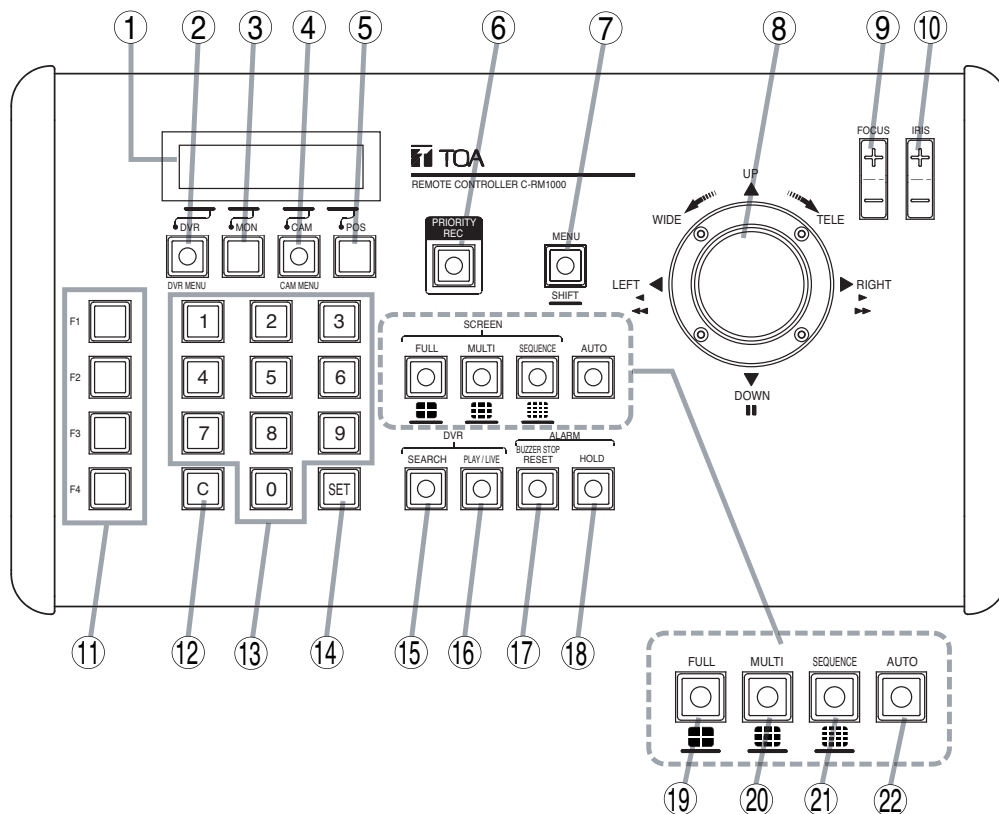 ① ② ③ ④ ⑤ ⑥ ⑦ ⑧ ⑨ ⑩
FOCUS IRIS
TOA
REMOTE CONTROLLER C-RM1000
UP
WIDE TELE
DVR MON CAM POS
PRIORITY
REC
MENU
DVR MENU CAM MENU
SHIFT
LEFT RIGHT
F1 1 2 3
SCREEN
FULL MULTI SEQUENCE AUTO
F2 4 5 6
DOWN
F3 7 8 9
DVR ALARM
SEARCH PLAY / LIVE BUZZER STOP
RESET HOLD
F4 C 0 SET
⑪ ⑫ ⑬ ⑭ ⑮ ⑯ ⑰ ⑱
FULL MULTI SEQUENCE AUTO
⑲ ⑳ ㉑ ㉒